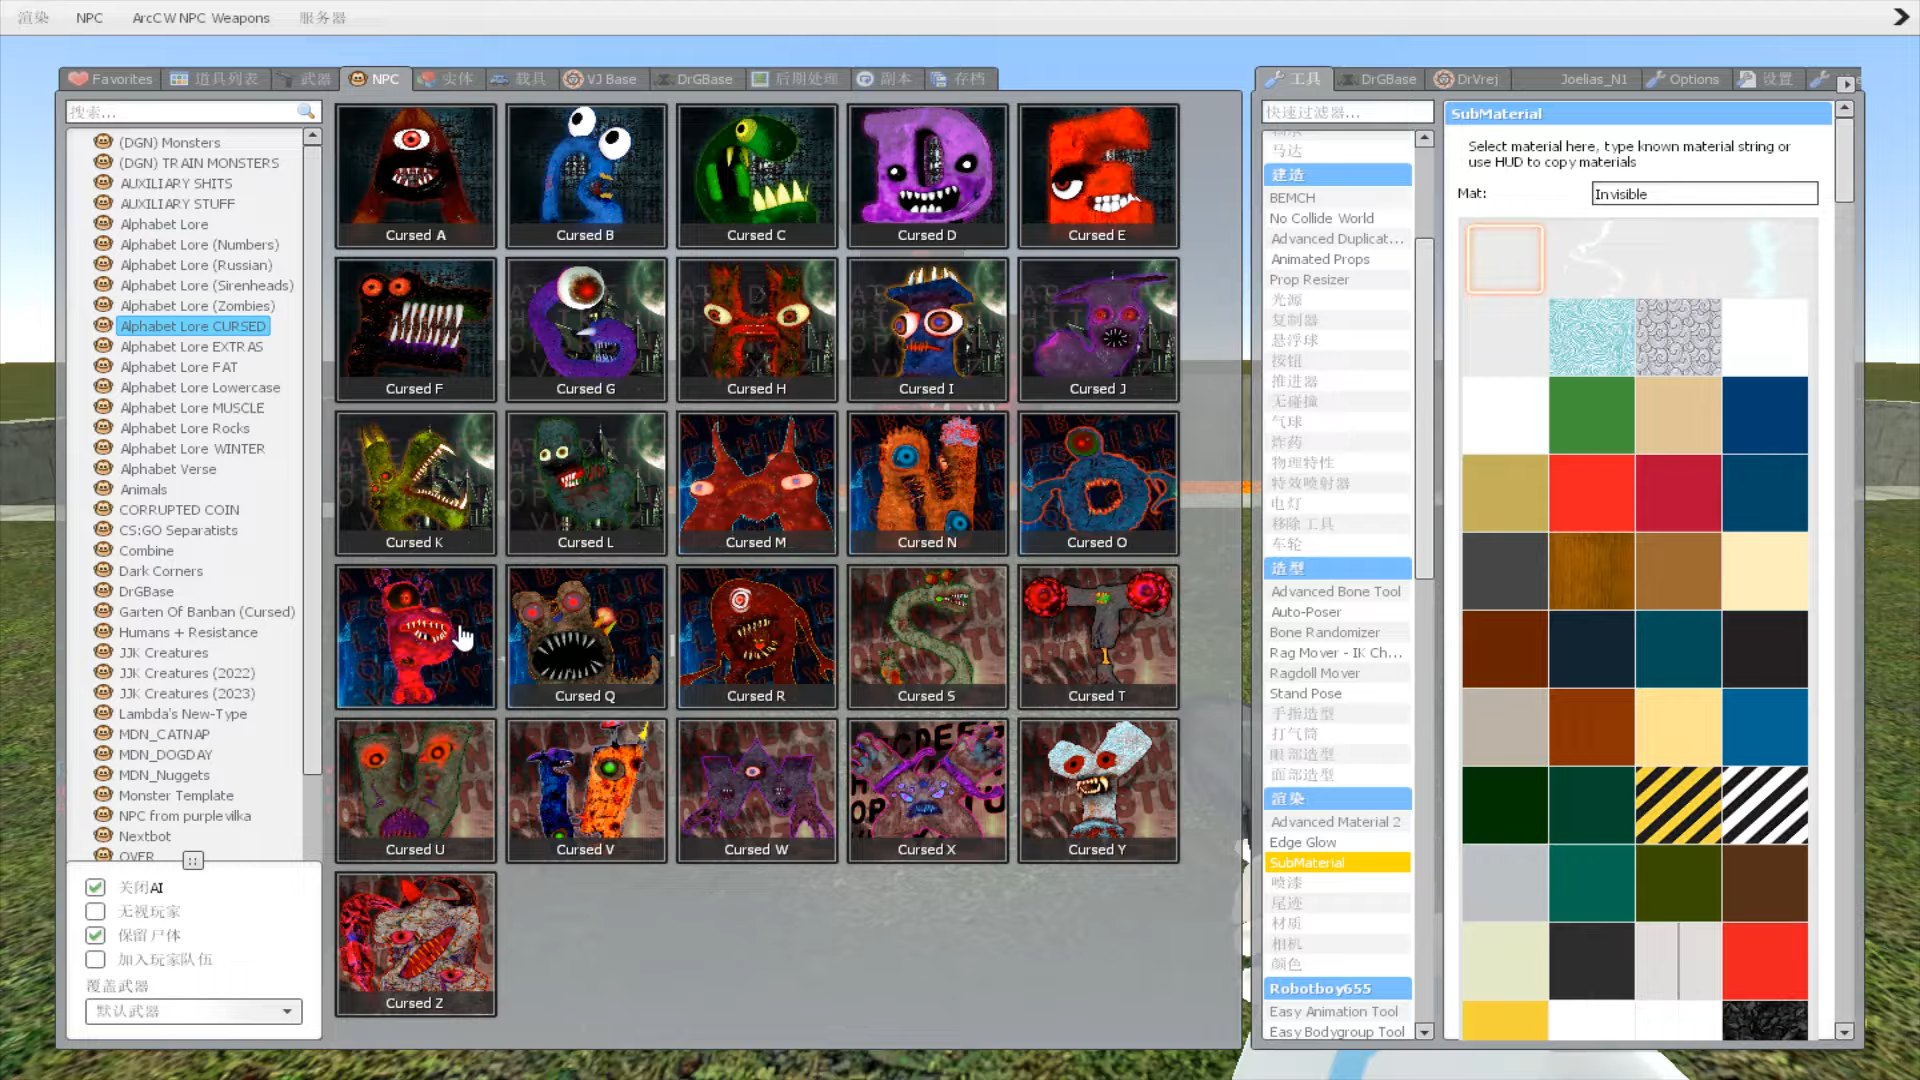 渲染 NPC ArcCW NPC Weapons 服务器
Favorites 道具列表 武器 NPC 实体 载具 VJ Base DrGBase 后期处理 副本 存档
搜索...
(DGN) Monsters
(DGN) TRAIN MONSTERS
AUXILIARY SHITS
AUXILIARY STUFF
Alphabet Lore
Alphabet Lore (Numbers)
Alphabet Lore (Russian)
Alphabet Lore (Sirenheads)
Alphabet Lore (Zombies)
Alphabet Lore CURSED
Alphabet Lore EXTRAS
Alphabet Lore FAT
Alphabet Lore Lowercase
Alphabet Lore MUSCLE
Alphabet Lore Rocks
Alphabet Lore WINTER
Alphabet Verse
Animals
CORRUPTED COIN
CS:GO Separatists
Combine
Dark Corners
DrGBase
Garten Of Banban (Cursed)
Humans + Resistance
JJK Creatures
JJK Creatures (2022)
JJK Creatures (2023)
Lambda's New-Type
MDN_CATNAP
MDN_DOGDAY
MDN_Nuggets
Monster Template
NPC from purplevilka
Nextbot
OVER
关闭AI
无视玩家
保留尸体
加入玩家队伍
覆盖武器
默认武器
Cursed A
Cursed B
Cursed C
Cursed D
Cursed E
Cursed F
Cursed G
Cursed H
Cursed I
Cursed J
Cursed K
Cursed L
Cursed M
Cursed N
Cursed O
Cursed Q
Cursed R
Cursed S
Cursed T
Cursed U
Cursed V
Cursed W
Cursed X
Cursed Y
Cursed Z
工具 DrGBase DrVrej Joelias_N1 Options 设置
快速过滤器...
马达
建造
BEMCH
No Collide World
Advanced Duplicat...
Animated Props
Prop Resizer
光源
复制器
悬浮球
按钮
推进器
无碰撞
气球
炸药
物理特性
特效喷射器
电灯
移除工具
车轮
造型
Advanced Bone Tool
Auto-Poser
Bone Randomizer
Rag Mover - IK Ch...
Ragdoll Mover
Stand Pose
手指造型
打气筒
眼部造型
面部造型
渲染
Advanced Material 2
Edge Glow
SubMaterial
喷漆
尾迹
材质
相机
颜色
Robotboy655
Easy Animation Tool
Easy Bodygroup Tool
SubMaterial
Select material here, type known material string or
use HUD to copy materials
Mat: Invisible